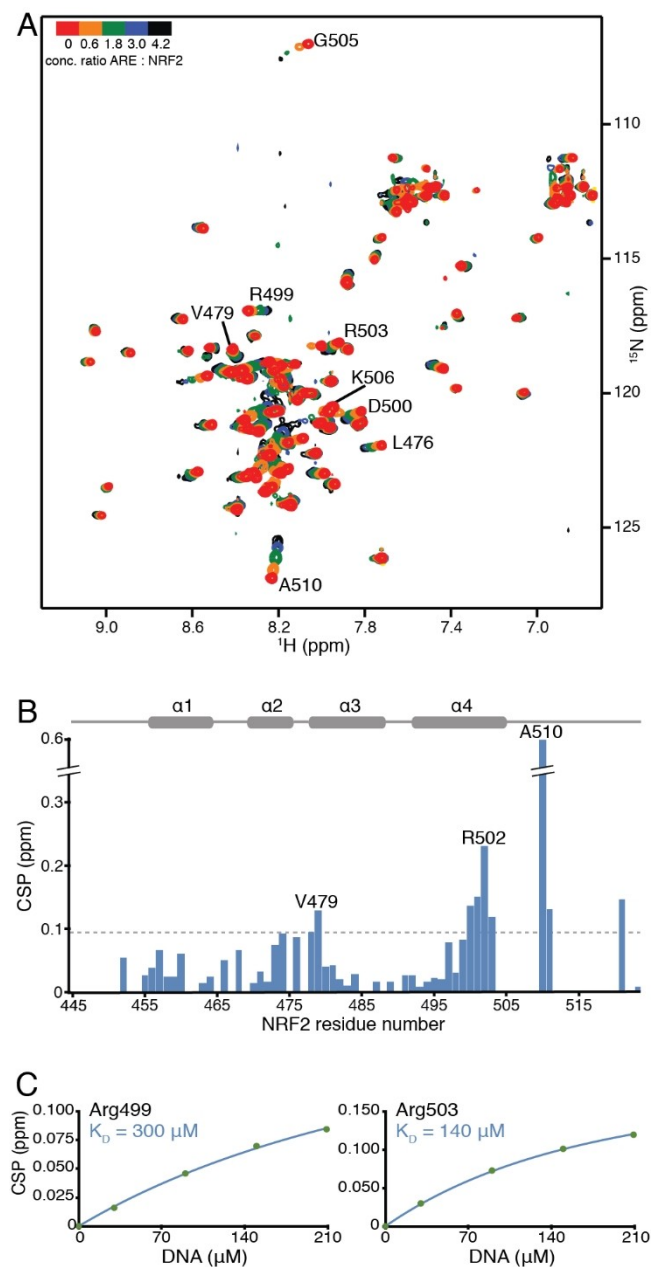 A
0 0.6 1.8 3.0 4.2
conc. ratio ARE : NRF2
G505
R499
V479
R503
K506
D500
L476
A510
110
115
120
125
¹⁵N (ppm)
9.0 8.6 8.2 7.8 7.4 7.0
¹H (ppm)
B
α1 α2 α3 α4
A510
R502
V479
0.6
0.3
0.2
0.1
0
CSP (ppm)
445 455 465 475 485 495 505 515
NRF2 residue number
C
Arg499
K_D = 300 µM
0.100
0.075
0.050
0.025
0
CSP (ppm)
0 70 140 210
DNA (µM)
Arg503
K_D = 140 µM
0.150
0.100
0.050
0
0 70 140 210
DNA (µM)